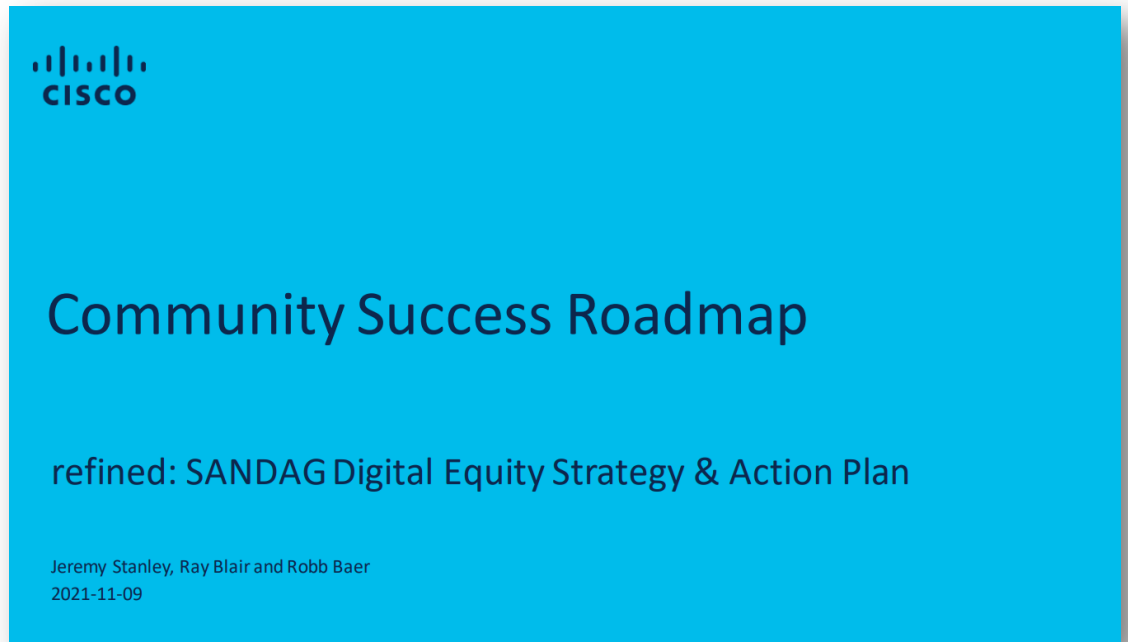 CISCO
Community Success Roadmap
refined: SANDAG Digital Equity Strategy & Action Plan
Jeremy Stanley, Ray Blair and Robb Baer
2021-11-09